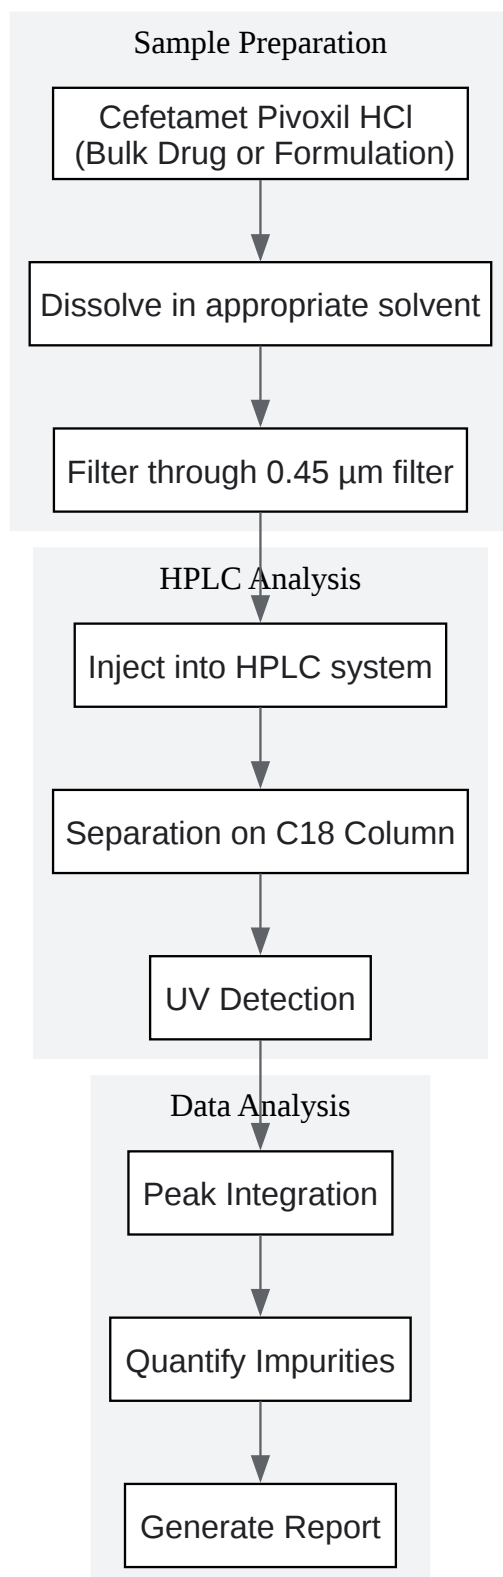 Sample Preparation
Cefetamet Pivoxil HCl
(Bulk Drug or Formulation)
Dissolve in appropriate solvent
Filter through 0.45 µm filter
HPLC Analysis
Inject into HPLC system
Separation on C18 Column
UV Detection
Data Analysis
Peak Integration
Quantify Impurities
Generate Report